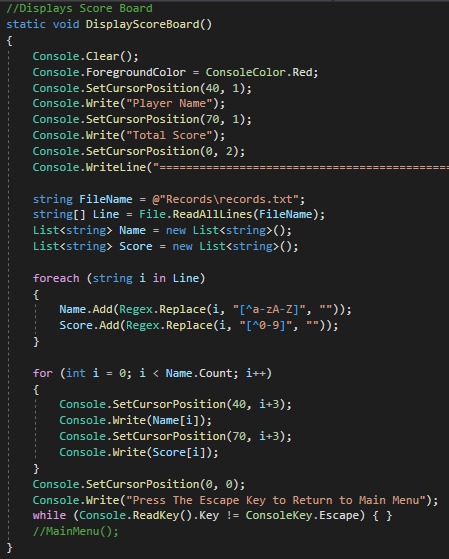 //Displays Score Board
static void DisplayScoreBoard()
{
    Console.Clear();
    Console.ForegroundColor = ConsoleColor.Red;
    Console.SetCursorPosition(40, 1);
    Console.Write("Player Name");
    Console.SetCursorPosition(70, 1);
    Console.Write("Total Score");
    Console.SetCursorPosition(0, 2);
    Console.WriteLine("============================================

    string FileName = @"Records\records.txt";
    string[] Line = File.ReadAllLines(FileName);
    List<string> Name = new List<string>();
    List<string> Score = new List<string>();

    foreach (string i in Line)
    {
        Name.Add(Regex.Replace(i, "[^a-zA-Z]", ""));
        Score.Add(Regex.Replace(i, "[^0-9]", ""));
    }

    for (int i = 0; i < Name.Count; i++)
    {
        Console.SetCursorPosition(40, i+3);
        Console.Write(Name[i]);
        Console.SetCursorPosition(70, i+3);
        Console.Write(Score[i]);
    }
    Console.SetCursorPosition(0, 0);
    Console.Write("Press The Escape Key to Return to Main Menu");
    while (Console.ReadKey().Key != ConsoleKey.Escape) { }
    //MainMenu();
}